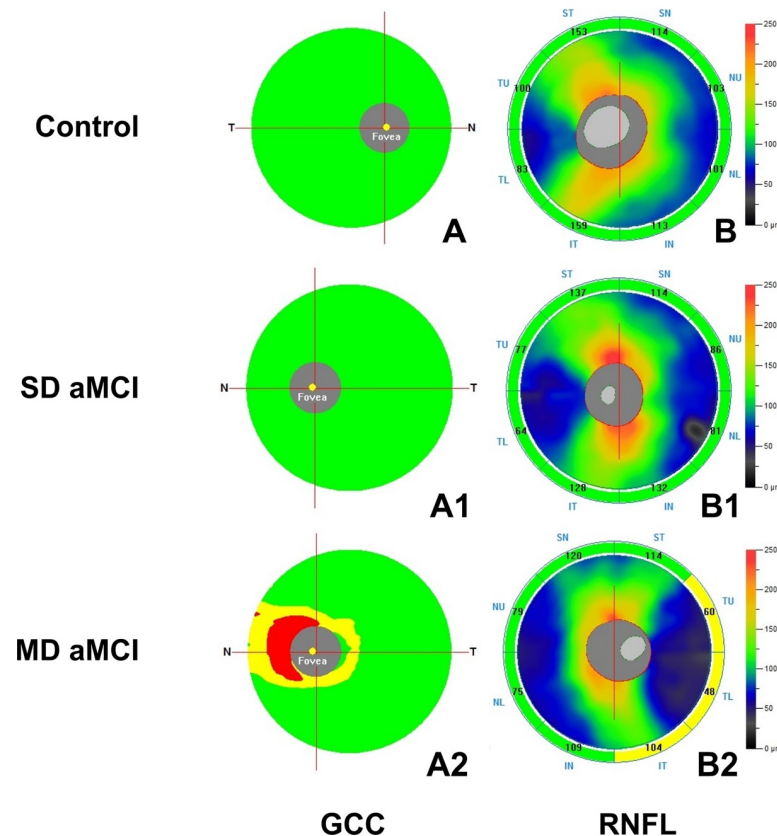 Control
T
N
Fovea
A
ST
SN
153
114
TU
NU
100
103
TL
NL
83
101
159
113
IT
IN
B
250
200
150
100
50
0 µm
SD aMCI
N
T
Fovea
A1
ST
SN
137
114
TU
NU
77
86
TL
NL
64
81
128
132
IT
IN
B1
250
200
150
100
50
0 µm
MD aMCI
N
T
Fovea
A2
SN
ST
120
114
NU
TU
79
60
NL
TL
75
48
109
104
IN
IT
B2
250
200
150
100
50
0 µm
GCC
RNFL